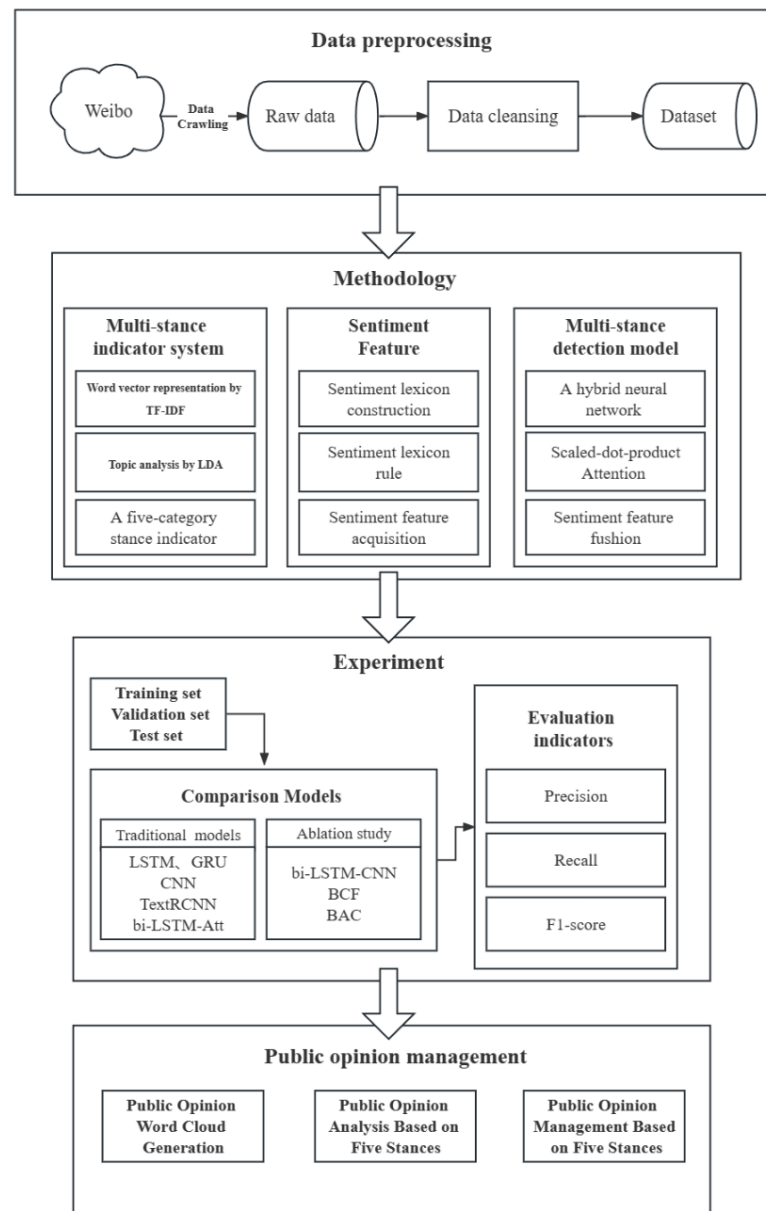 Data preprocessing
Weibo
Data
Crawling
Raw data
Data cleansing
Dataset
Methodology
Multi-stance
indicator system
Word vector representation by
TF-IDF
Topic analysis by LDA
A five-category
stance indicator
Sentiment
Feature
Sentiment lexicon
construction
Sentiment lexicon
rule
Sentiment feature
acquisition
Multi-stance
detection model
A hybrid neural
network
Scaled-dot-product
Attention
Sentiment feature
fushion
Experiment
Training set
Validation set
Test set
Comparison Models
Traditional models
LSTM、GRU
CNN
TextRCNN
bi-LSTM-Att
Ablation study
bi-LSTM-CNN
BCF
BAC
Evaluation
indicators
Precision
Recall
F1-score
Public opinion management
Public Opinion
Word Cloud
Generation
Public Opinion
Analysis Based on
Five Stances
Public Opinion
Management Based
on Five Stances